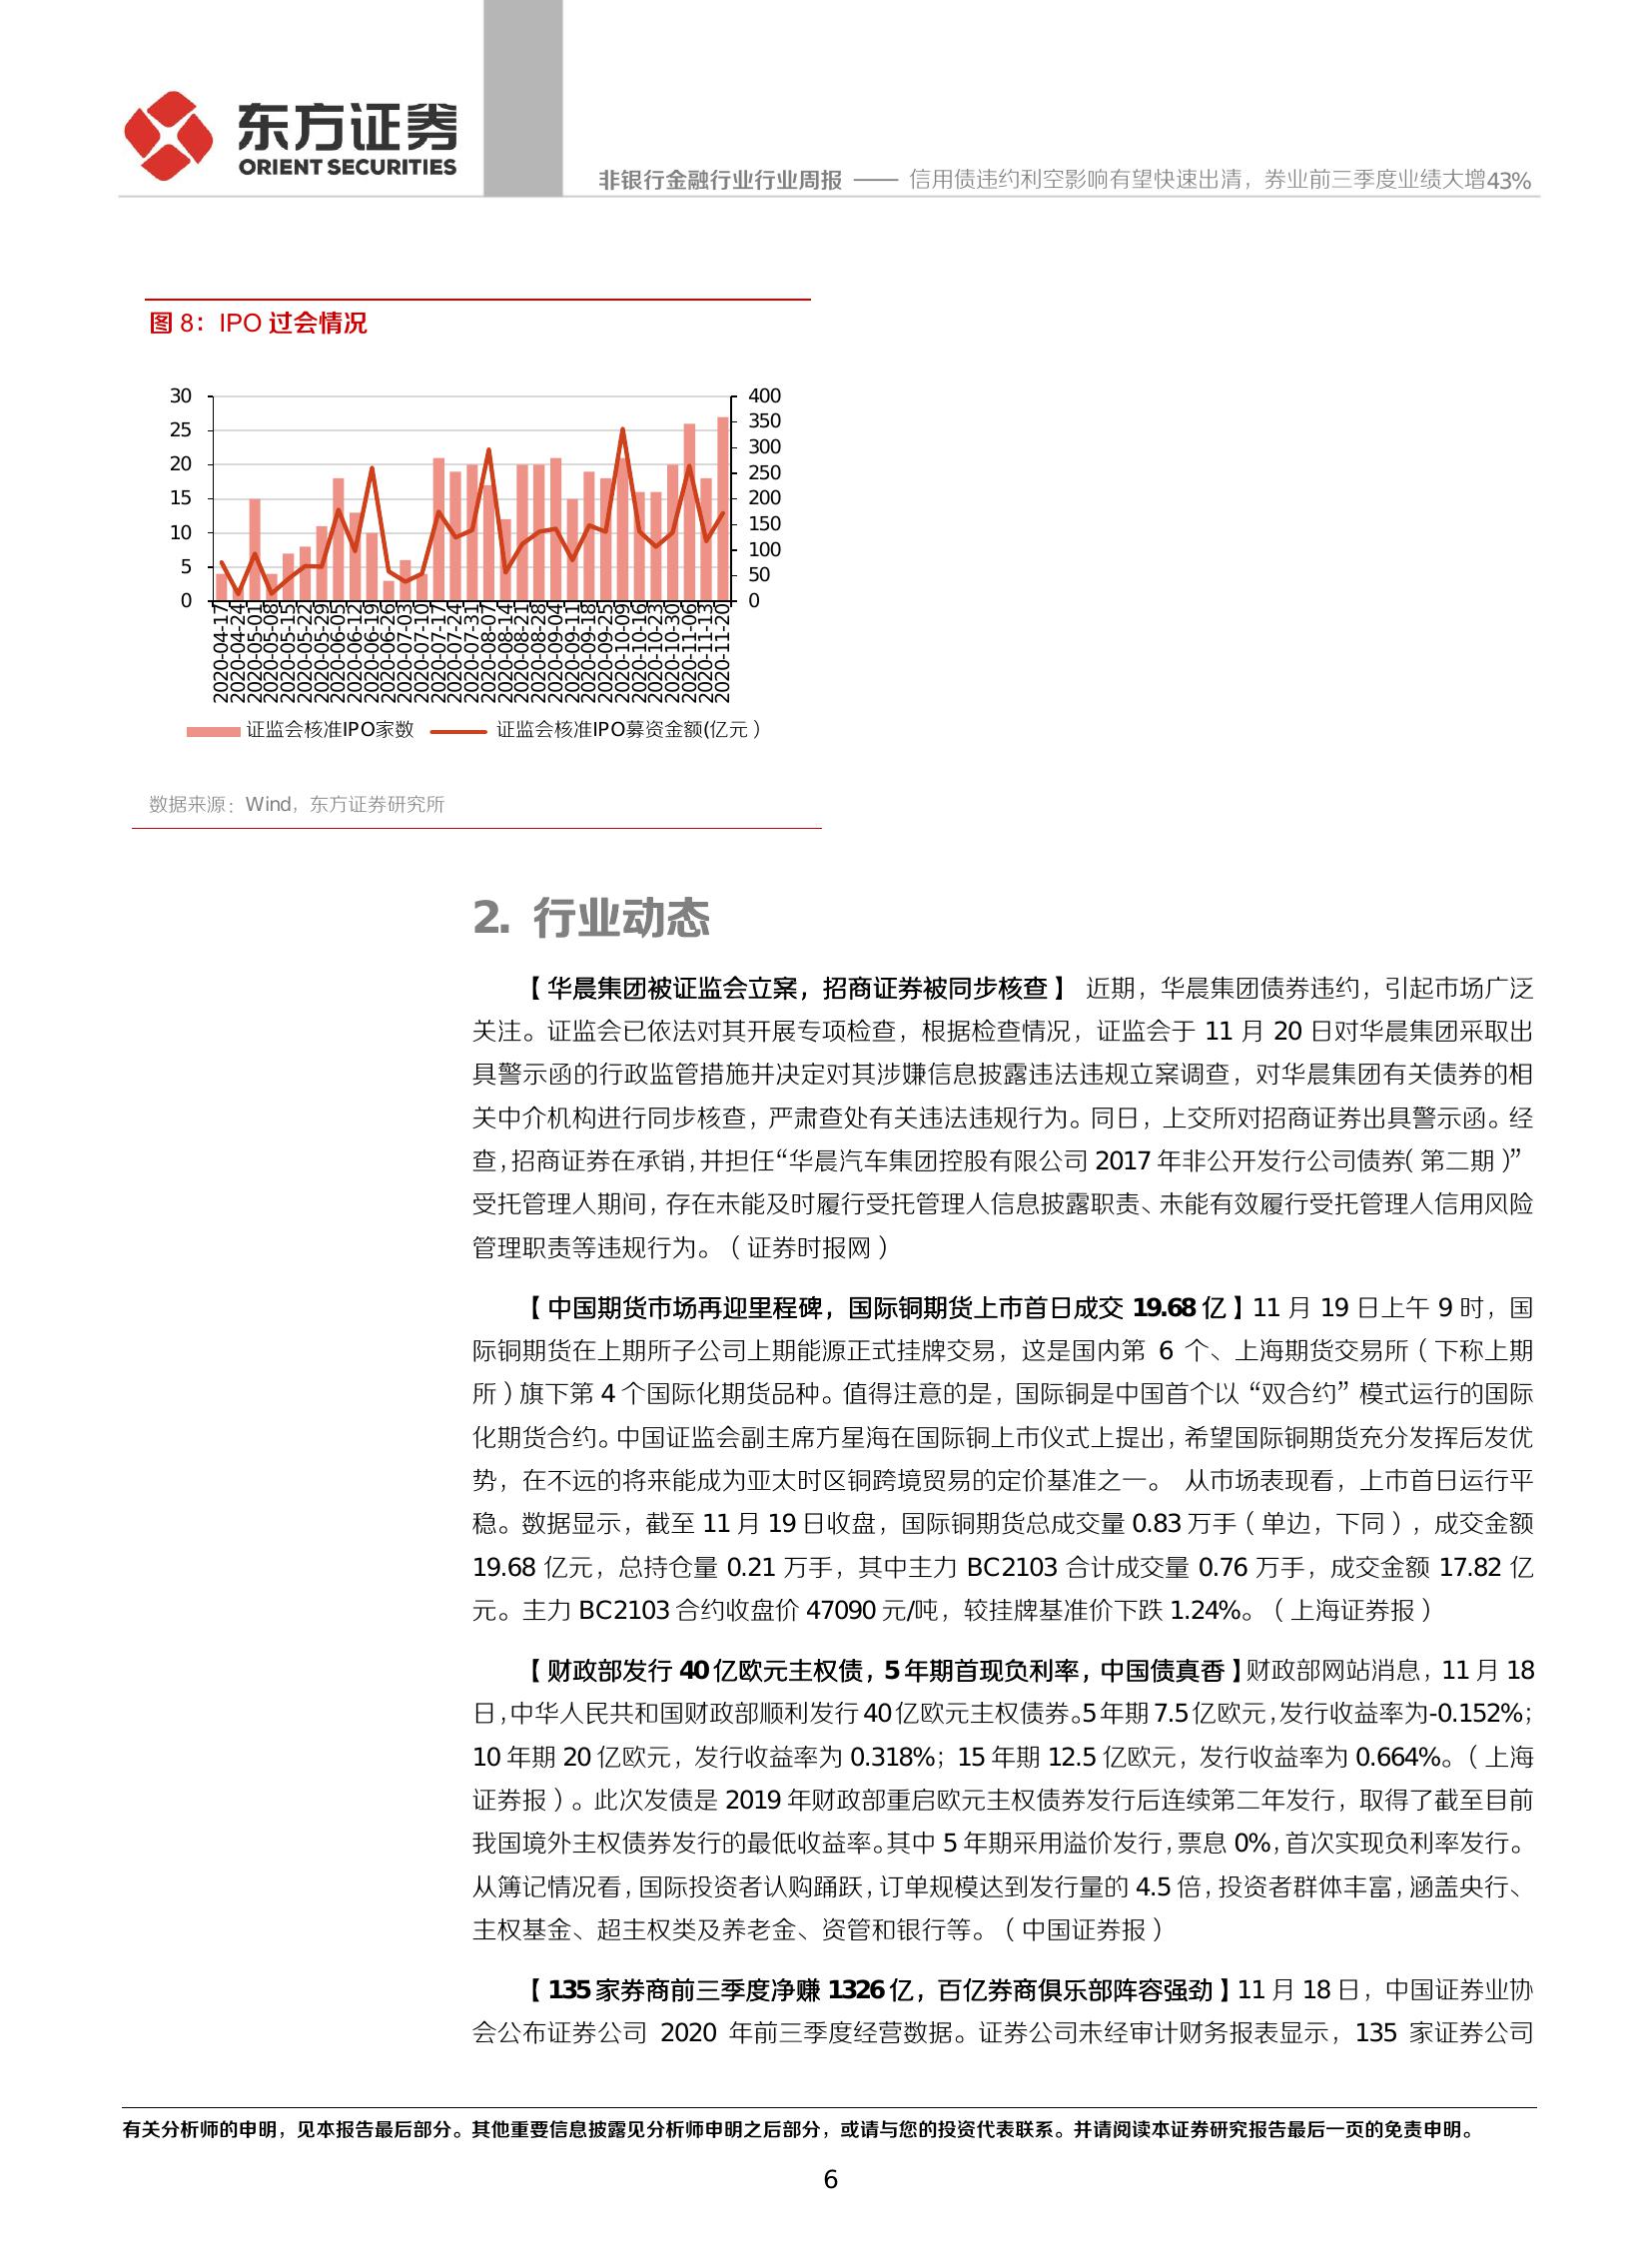 东方证券
ORIENT SECURITIES
非银行金融行业行业周报 —— 信用债违约利空影响有望快速出清，券业前三季度业绩大增43%
图 8：IPO 过会情况
30
25
20
15
10
5
0
400
350
300
250
200
150
100
50
0
2020-04-17
2020-04-24
2020-05-01
2020-05-08
2020-05-15
2020-05-22
2020-05-29
2020-06-05
2020-06-12
2020-06-19
2020-06-26
2020-07-03
2020-07-10
2020-07-17
2020-07-24
2020-07-31
2020-08-07
2020-08-14
2020-08-21
2020-08-28
2020-09-04
2020-09-11
2020-09-18
2020-09-25
2020-10-09
2020-10-16
2020-10-23
2020-10-30
2020-11-06
2020-11-13
2020-11-20
证监会核准IPO家数 证监会核准IPO募资金额(亿元）
数据来源：Wind，东方证券研究所
2. 行业动态
【华晨集团被证监会立案，招商证券被同步核查】 近期，华晨集团债券违约，引起市场广泛
关注。证监会已依法对其开展专项检查，根据检查情况，证监会于 11 月 20 日对华晨集团采取出
具警示函的行政监管措施并决定对其涉嫌信息披露违法违规立案调查，对华晨集团有关债券的相
关中介机构进行同步核查，严肃查处有关违法违规行为。同日，上交所对招商证券出具警示函。经
查，招商证券在承销，并担任“华晨汽车集团控股有限公司 2017 年非公开发行公司债券（第二期）”
受托管理人期间，存在未能及时履行受托管理人信息披露职责、未能有效履行受托管理人信用风险
管理职责等违规行为。（证券时报网）
【中国期货市场再迎里程碑，国际铜期货上市首日成交 19.68 亿】11 月 19 日上午 9 时，国
际铜期货在上期所子公司上期能源正式挂牌交易，这是国内第 6 个、上海期货交易所（下称上期
所）旗下第 4 个国际化期货品种。值得注意的是，国际铜是中国首个以 “双合约” 模式运行的国际
化期货合约。中国证监会副主席方星海在国际铜上市仪式上提出，希望国际铜期货充分发挥后发优
势，在不远的将来能成为亚太时区铜跨境贸易的定价基准之一。 从市场表现看，上市首日运行平
稳。数据显示，截至 11 月 19 日收盘，国际铜期货总成交量 0.83 万手（单边，下同），成交金额
19.68 亿元，总持仓量 0.21 万手，其中主力 BC2103 合计成交量 0.76 万手，成交金额 17.82 亿
元。主力 BC2103 合约收盘价 47090 元/吨，较挂牌基准价下跌 1.24%。（上海证券报）
【财政部发行 40 亿欧元主权债，5 年期首现负利率，中国债真香】财政部网站消息，11 月 18
日，中华人民共和国财政部顺利发行 40 亿欧元主权债券。5 年期 7.5 亿欧元，发行收益率为-0.152%；
10 年期 20 亿欧元，发行收益率为 0.318%；15 年期 12.5 亿欧元，发行收益率为 0.664%。（上海
证券报）。此次发债是 2019 年财政部重启欧元主权债券发行后连续第二年发行，取得了截至目前
我国境外主权债券发行的最低收益率。其中 5 年期采用溢价发行，票息 0%，首次实现负利率发行。
从簿记情况看，国际投资者认购踊跃，订单规模达到发行量的 4.5 倍，投资者群体丰富，涵盖央行、
主权基金、超主权类及养老金、资管和银行等。（中国证券报）
【135 家券商前三季度净赚 1326 亿，百亿券商俱乐部阵容强劲】11 月 18 日，中国证券业协
会公布证券公司 2020 年前三季度经营数据。证券公司未经审计财务报表显示，135 家证券公司
有关分析师的申明，见本报告最后部分。其他重要信息披露见分析师申明之后部分，或请与您的投资代表联系。并请阅读本证券研究报告最后一页的免责申明。
6